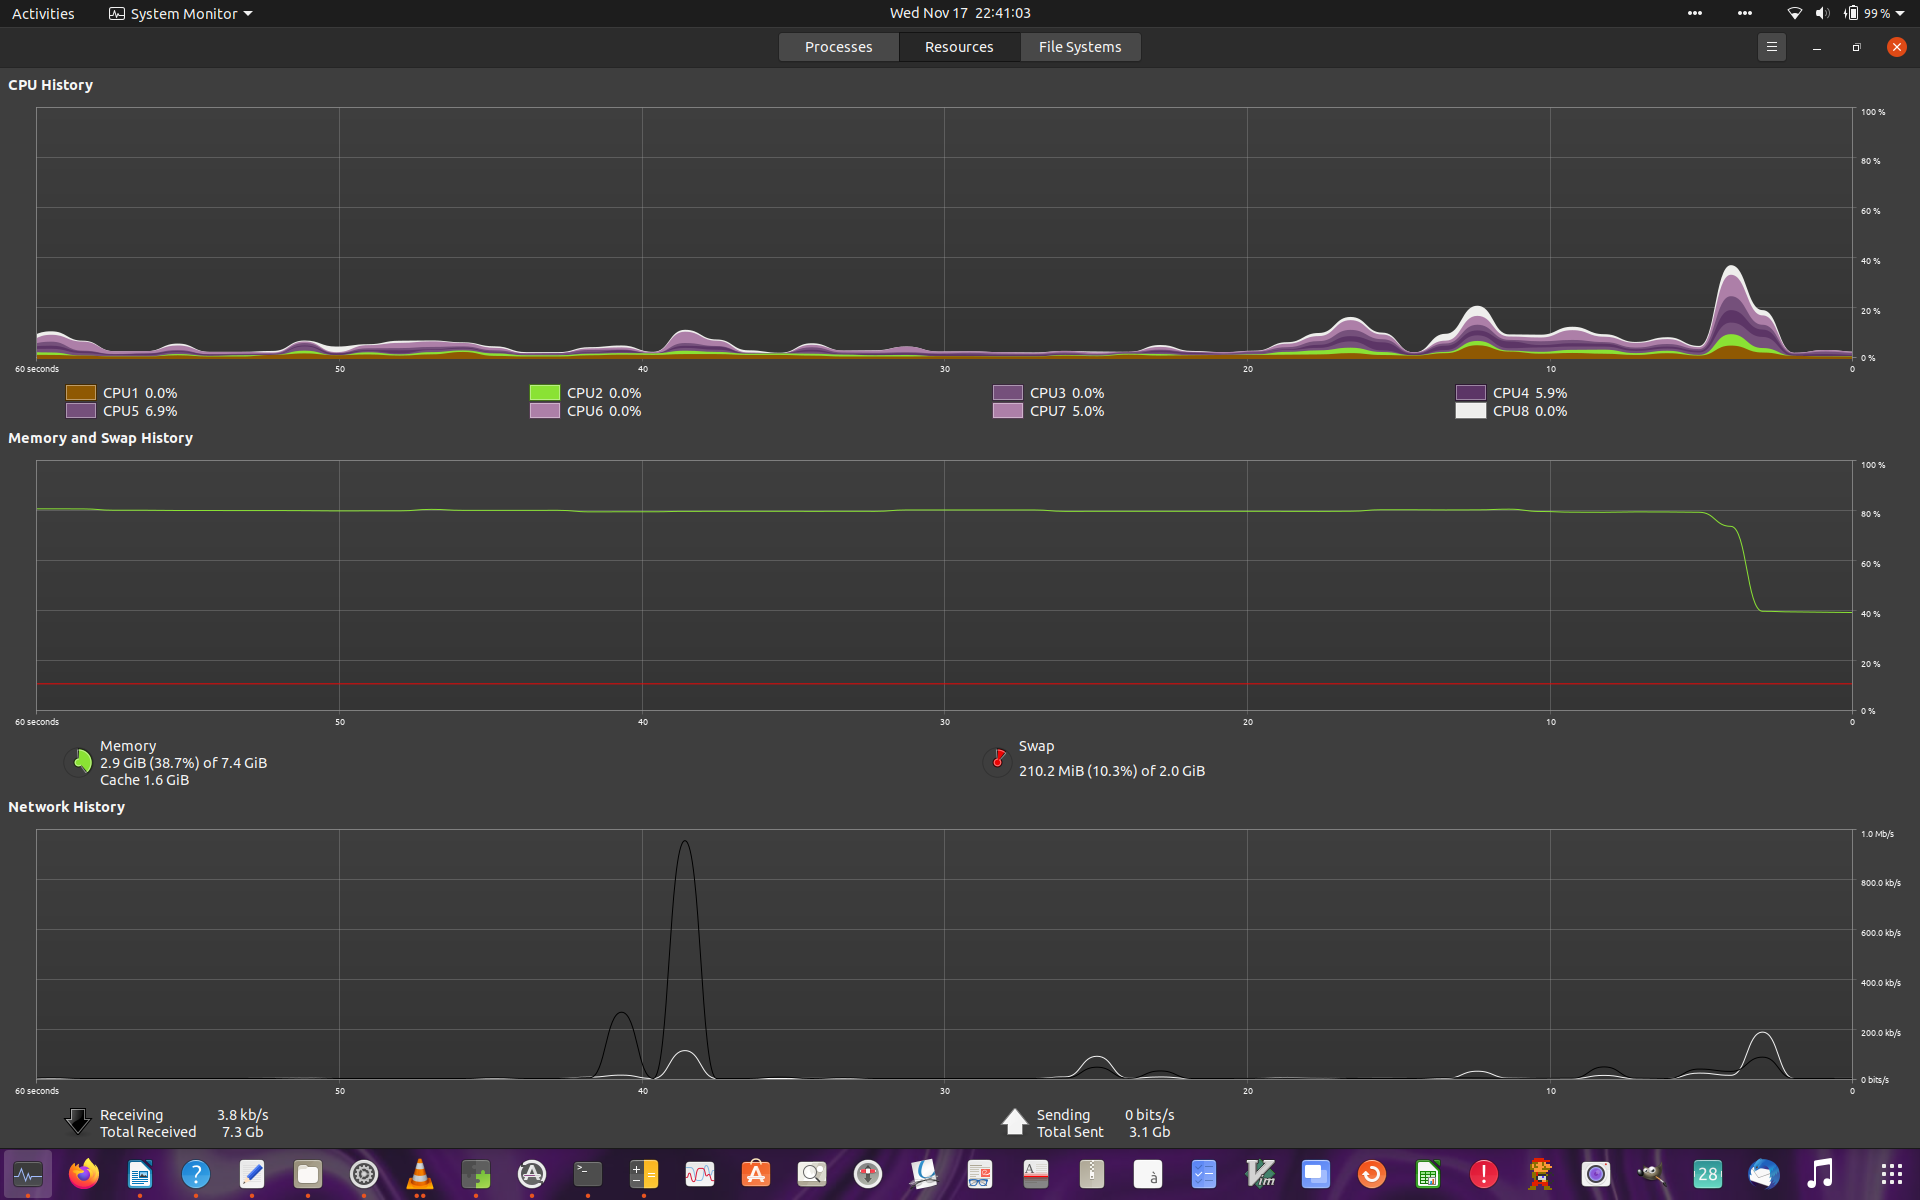 Activities System Monitor Wed Nov 17 22:41:03 99 %
Processes Resources File Systems
CPU History
100 %
80 %
60 %
40 %
20 %
0 %
60 seconds 50 40 30 20 10 0
CPU1 0.0% CPU2 0.0% CPU3 0.0% CPU4 5.9%
CPU5 6.9% CPU6 0.0% CPU7 5.0% CPU8 0.0%
Memory and Swap History
100 %
80 %
60 %
40 %
20 %
0 %
60 seconds 50 40 30 20 10 0
Memory
2.9 GiB (38.7%) of 7.4 GiB
Cache 1.6 GiB
Swap
210.2 MiB (10.3%) of 2.0 GiB
Network History
1.0 Mb/s
800.0 kb/s
600.0 kb/s
400.0 kb/s
200.0 kb/s
0 bits/s
60 seconds 50 40 30 20 10 0
Receiving 3.8 kb/s
Total Received 7.3 Gb
Sending 0 bits/s
Total Sent 3.1 Gb
? >_ A à Vim ! 28